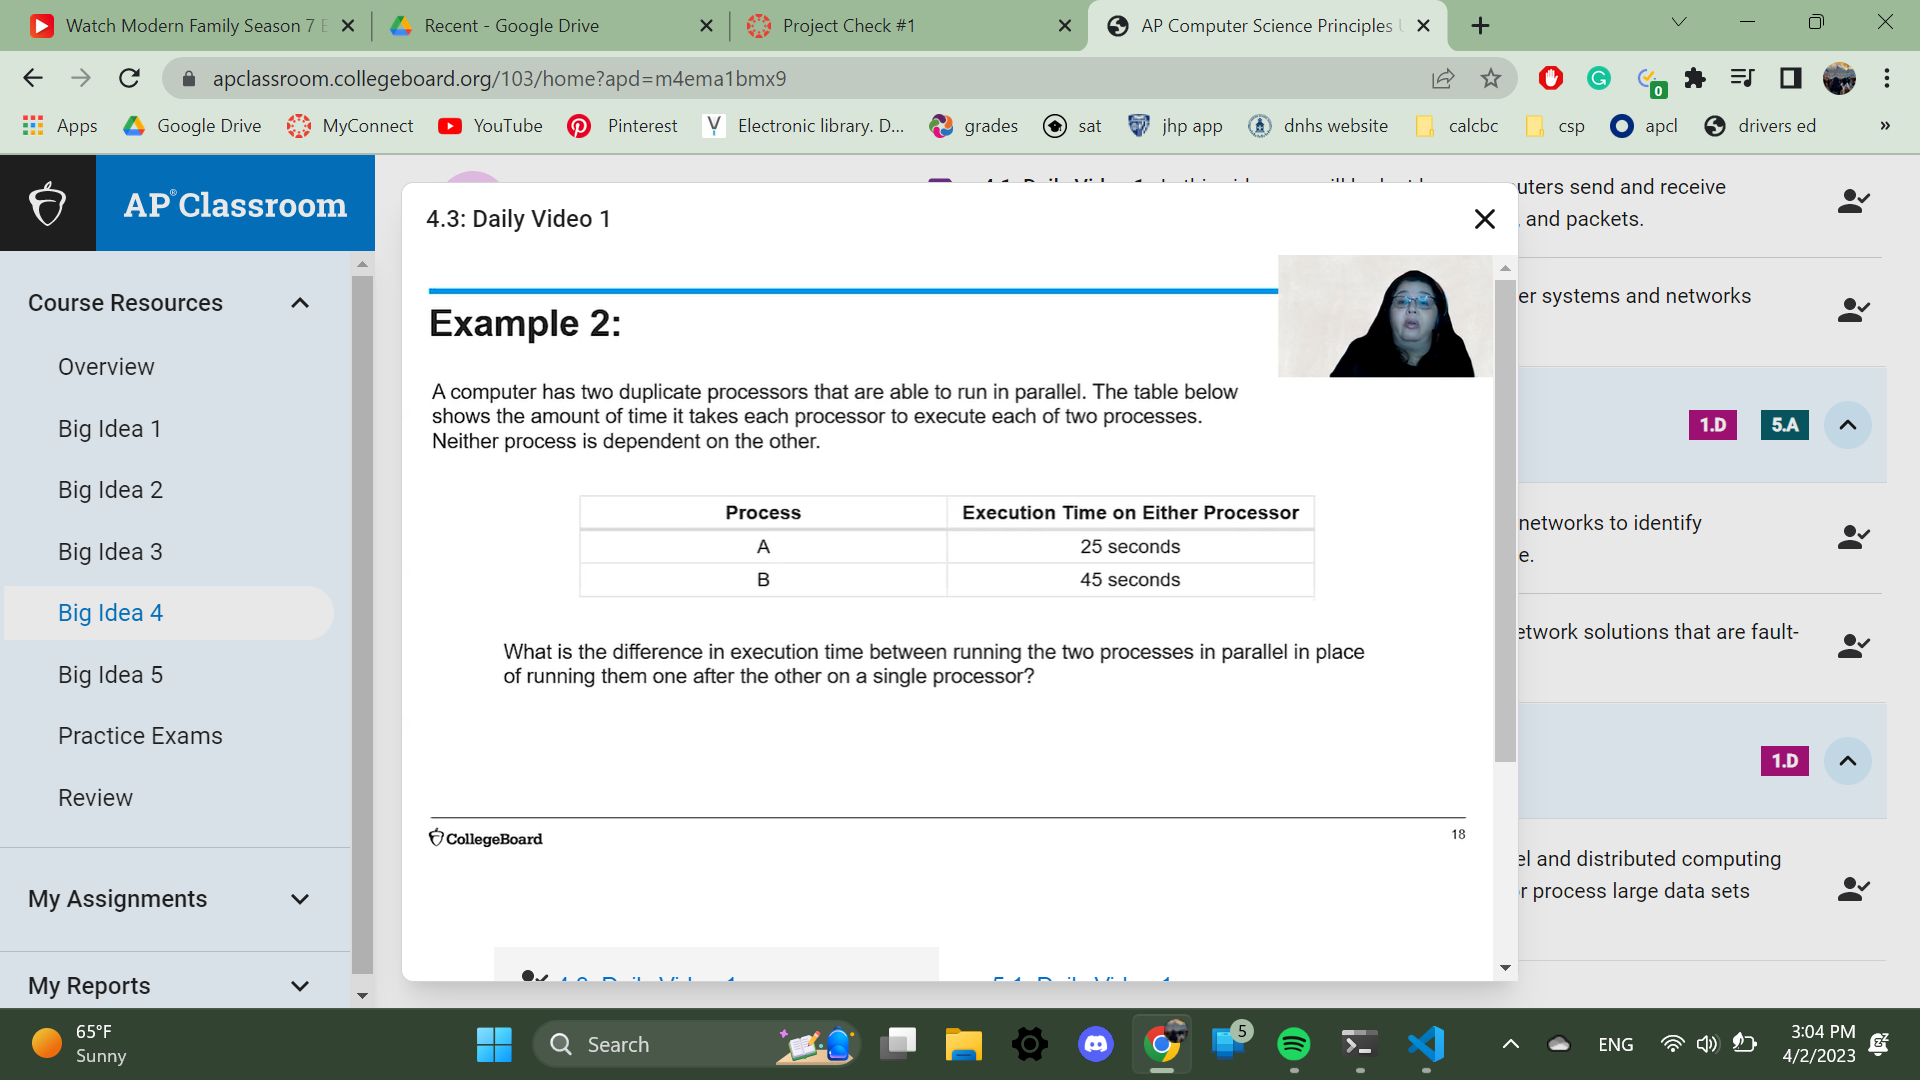 Watch Modern Family Season 7 E
Recent - Google Drive
Project Check #1
AP Computer Science Principles
apclassroom.collegeboard.org/103/home?apd=m4ema1bmx9
0
Apps
Google Drive
MyConnect
YouTube
Pinterest
Electronic library. D...
grades
sat
jhp app
dnhs website
calcbc
csp
apcl
drivers ed
»
AP® Classroom
Course Resources
Overview
Big Idea 1
Big Idea 2
Big Idea 3
Big Idea 4
Big Idea 5
Practice Exams
Review
My Assignments
My Reports
4.3: Daily Video 1
Example 2:
A computer has two duplicate processors that are able to run in parallel. The table below
shows the amount of time it takes each processor to execute each of two processes.
Neither process is dependent on the other.
Process Execution Time on Either Processor
A 25 seconds
B 45 seconds
What is the difference in execution time between running the two processes in parallel in place
of running them one after the other on a single processor?
CollegeBoard
18
uters send and receive
, and packets.
er systems and networks
1.D 5.A
networks to identify
e.
etwork solutions that are fault-
1.D
el and distributed computing
r process large data sets
65°F
Sunny
Search
5
ENG
3:04 PM
4/2/2023